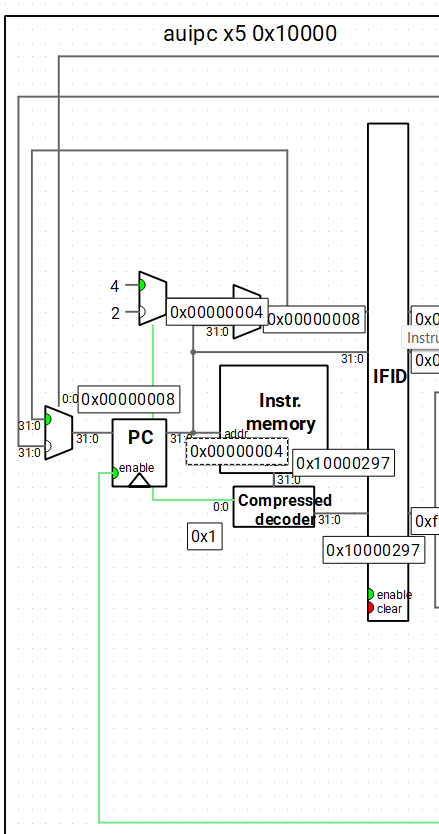 auipc x5 0x10000
4
2
0x00000004
0x00000008
31:0
31:0
0x0
Instru
0x0
IFID
Instr.
memory
addr
0:0
0x00000008
31:0
31:0
31:0
PC
31:
enable
0x00000004
0x10000297
31:0
0:0
Compressed
decoder
31:0
0xf
0x1
0x10000297
enable
clear